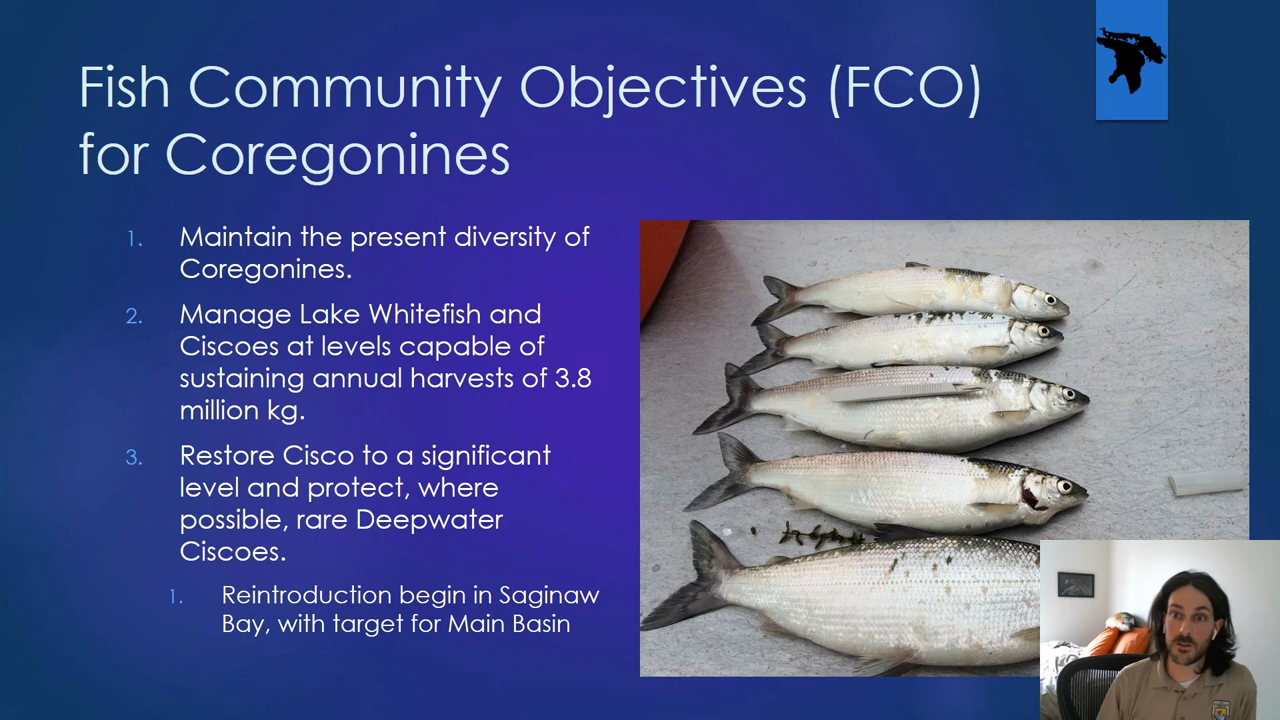 Fish Community Objectives (FCO)
for Coregonines
1. Maintain the present diversity of
Coregonines.
2. Manage Lake Whitefish and
Ciscoes at levels capable of
sustaining annual harvests of 3.8
million kg.
3. Restore Cisco to a significant
level and protect, where
possible, rare Deepwater
Ciscoes.
1. Reintroduction begin in Saginaw
Bay, with target for Main Basin